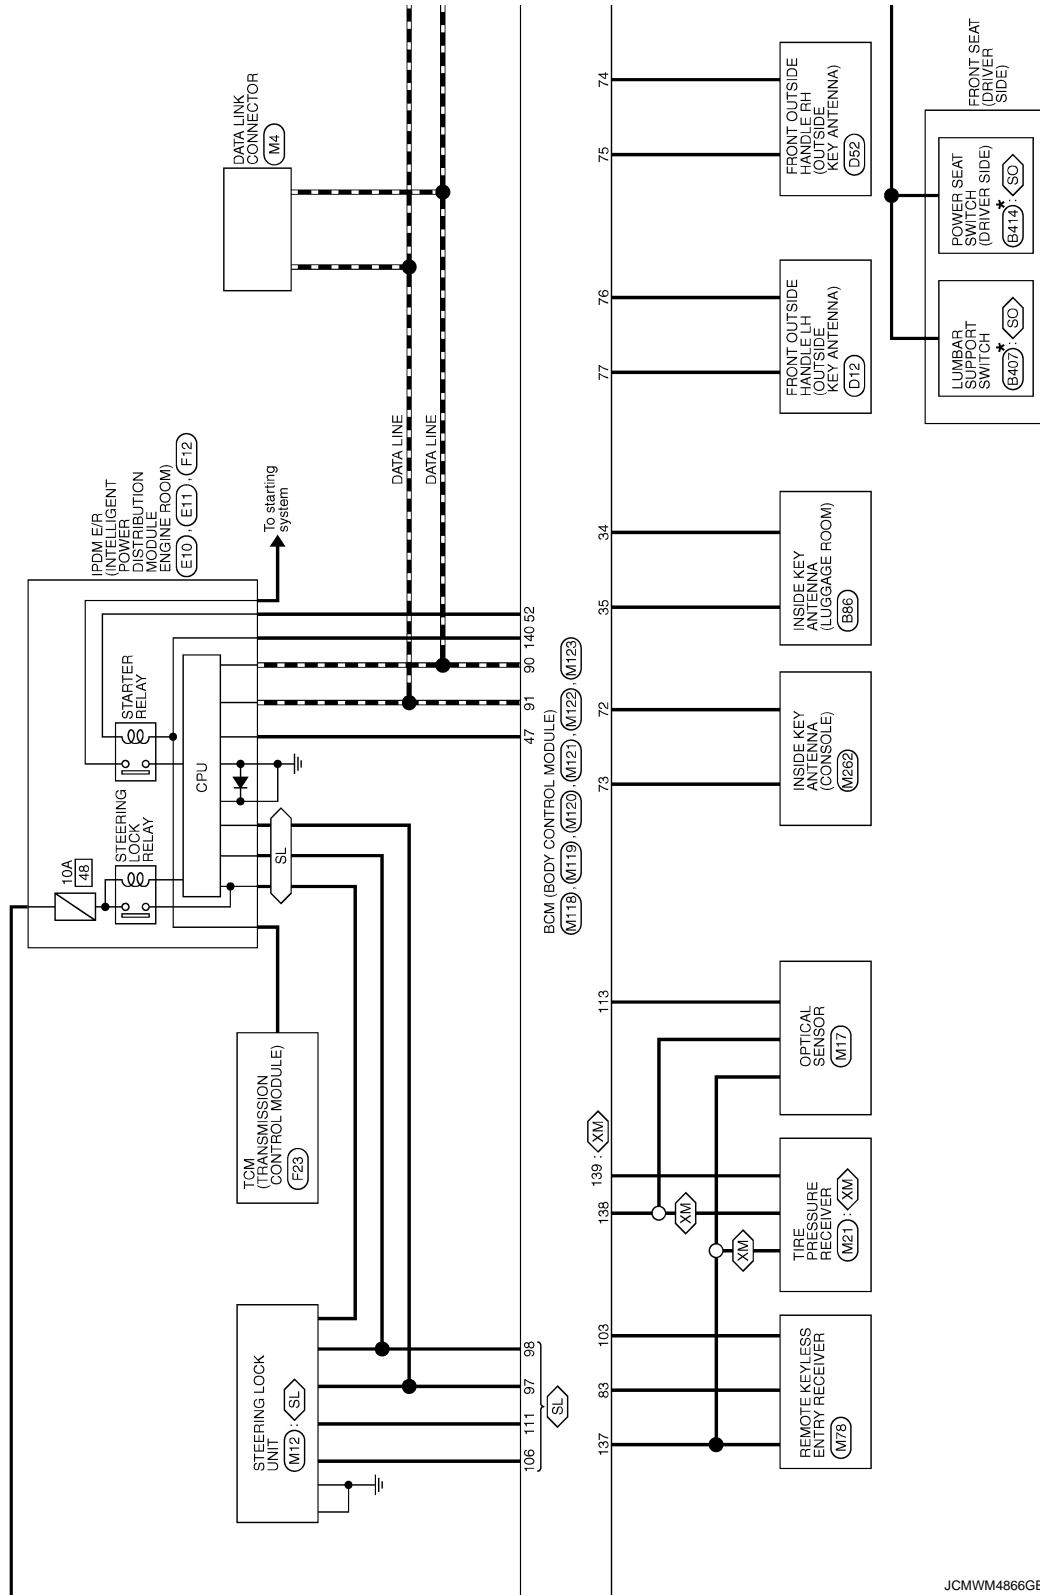 DATA LINK
CONNECTOR
M4
IPDM E/R
(INTELLIGENT
POWER
DISTRIBUTION
MODULE
ENGINE ROOM)
E10 , E11 , F12
To starting
system
DATA LINE
DATA LINE
STARTER
RELAY
CPU
STEERING
LOCK
RELAY
10A
48
SL
TCM
(TRANSMISSION
CONTROL MODULE)
F23
STEERING LOCK
UNIT
M12 : SL
106 111 97 98 47 91 90 140 52
SL
BCM (BODY CONTROL MODULE)
M118 , M119 , M120 , M121 , M122 , M123
137 83 103 138 139 : XM 113 73 72 35 34 77 76 75 74
XM
XM
REMOTE KEYLESS
ENTRY RECEIVER
M78
TIRE
PRESSURE
RECEIVER
M21 : XM
OPTICAL
SENSOR
M17
INSIDE KEY
ANTENNA
(CONSOLE)
M262
INSIDE KEY
ANTENNA
(LUGGAGE ROOM)
B86
FRONT OUTSIDE
HANDLE LH
(OUTSIDE
KEY ANTENNA)
D12
FRONT OUTSIDE
HANDLE RH
(OUTSIDE
KEY ANTENNA)
D52
LUMBAR
SUPPORT
SWITCH
B407 * : SO
POWER SEAT
SWITCH
(DRIVER SIDE)
B414 * : SO
FRONT SEAT
(DRIVER
SIDE)